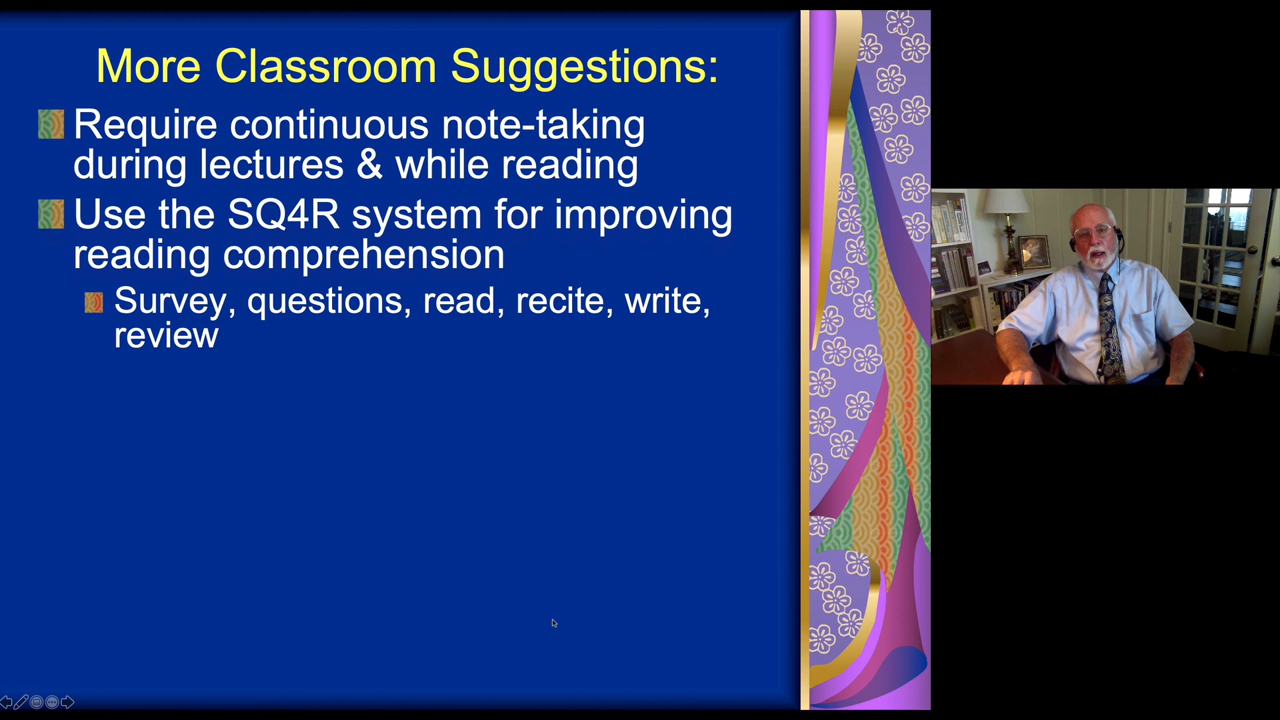 More Classroom Suggestions:
Require continuous note-taking
during lectures & while reading
Use the SQ4R system for improving
reading comprehension
Survey, questions, read, recite, write,
review